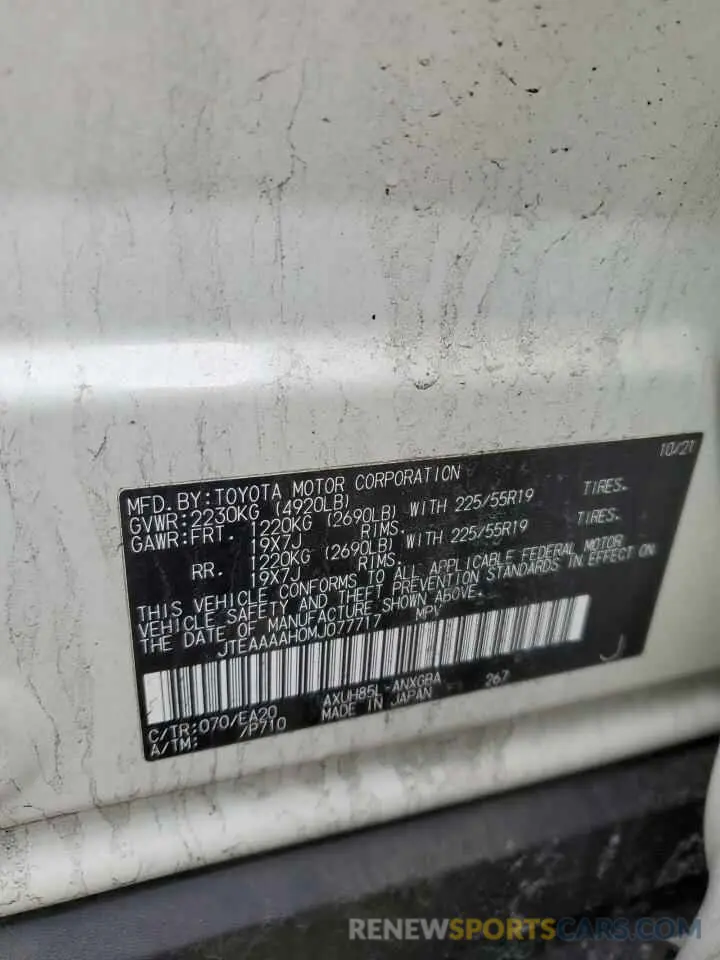 10/21
MFD. BY: TOYOTA MOTOR CORPORATION
GVWR: 2230KG (4920LB)
GAWR: FRT. 1220KG (2690LB) WITH 225/55R19 TIRES.
19X7J RIMS.
RR. 1220KG (2690LB) WITH 225/55R19 TIRES.
19X7J RIMS.
THIS VEHICLE CONFORMS TO ALL APPLICABLE FEDERAL MOTOR
VEHICLE SAFETY AND THEFT PREVENTION STANDARDS IN EFFECT ON
THE DATE OF MANUFACTURE SHOWN ABOVE.
JTEAAAAH0MJ077717 MPV
J
C/TR: 070/EA20 AXUH85L-ANXGBA 267
A/TM: /P710 MADE IN JAPAN
RENEWSPORTSCARS.COM